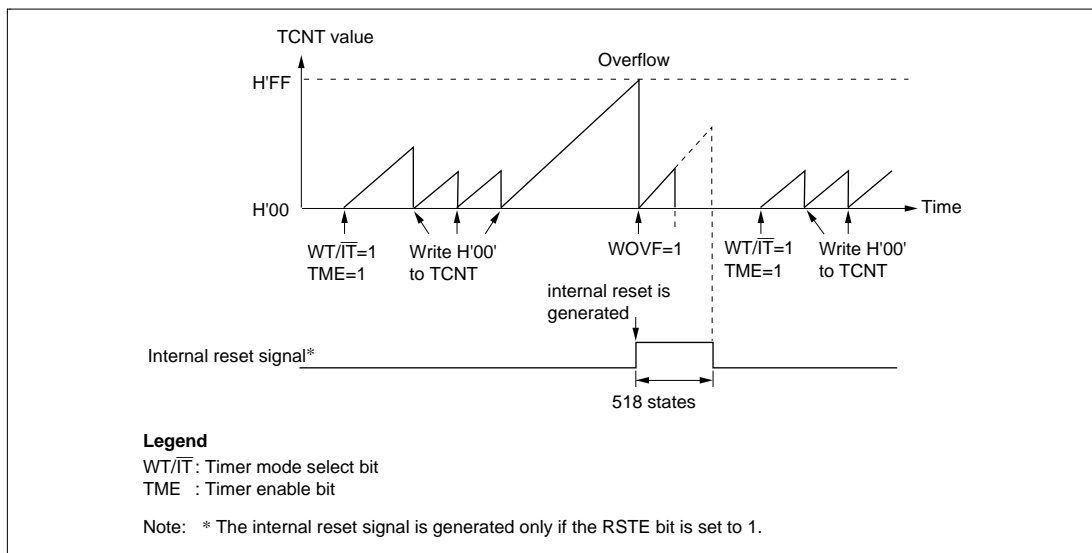 TCNT value
Overflow
H'FF
H'00
Time
WT/I̅T̅=1
TME=1
Write H'00'
to TCNT
WOVF=1
WT/I̅T̅=1
TME=1
Write H'00'
to TCNT
internal reset is
generated
Internal reset signal*
518 states
Legend
WT/I̅T̅ : Timer mode select bit
TME : Timer enable bit
Note: * The internal reset signal is generated only if the RSTE bit is set to 1.